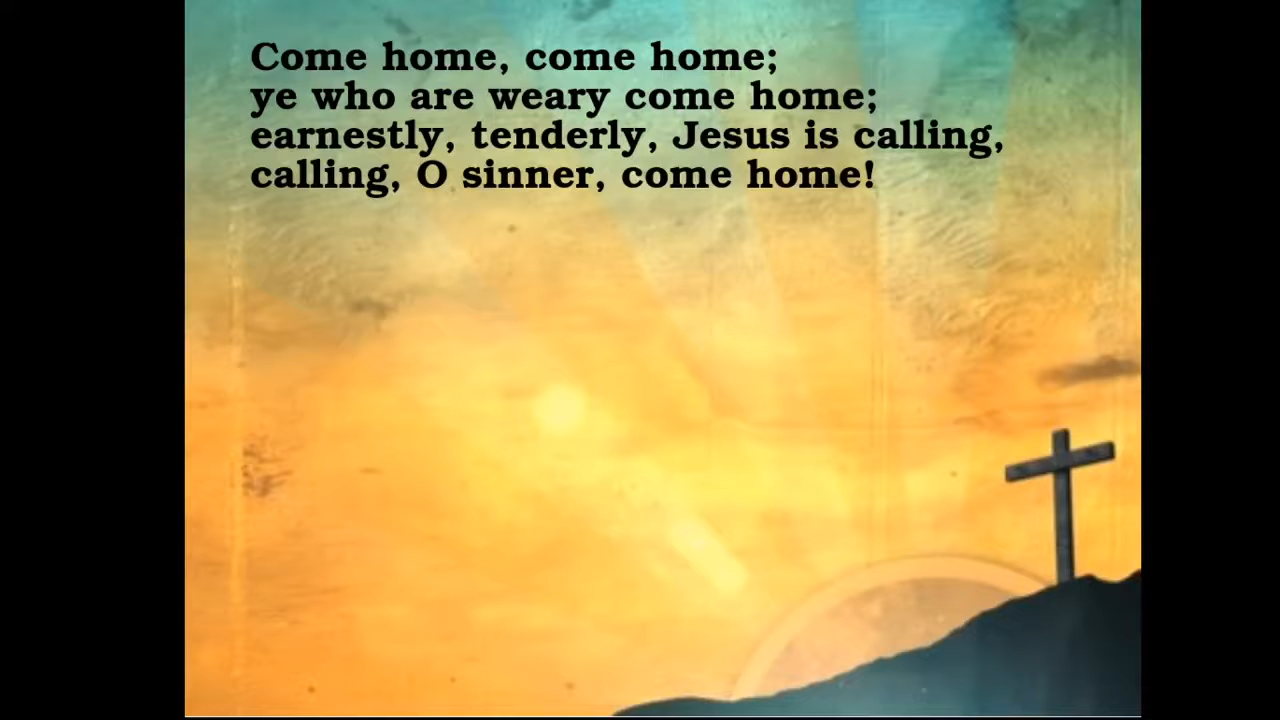 Come home, come home;
ye who are weary come home;
earnestly, tenderly, Jesus is calling,
calling, O sinner, come home!